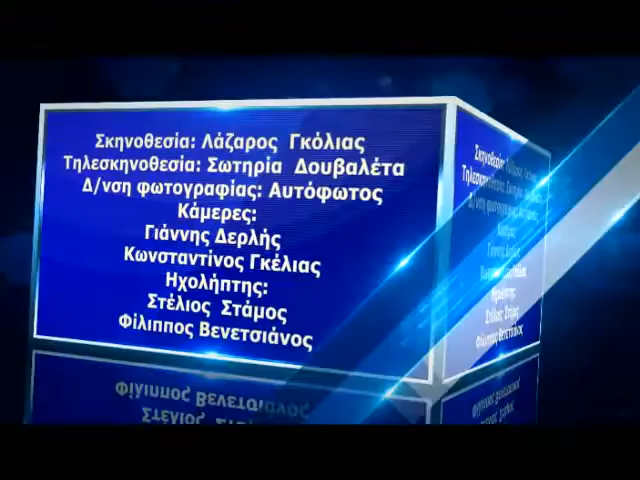 Σκηνοθεσία: Λάζαρος Γκόλιας
Τηλεσκηνοθεσία: Σωτηρία Δουβαλέτα
Δ/νση φωτογραφίας: Αυτόφωτος
Κάμερες:
Γιάννης Δερλής
Κωνσταντίνος Γκέλιας
Ηχολήπτης:
Στέλιος Στάμος
Φίλιππος Βενετσιάνος